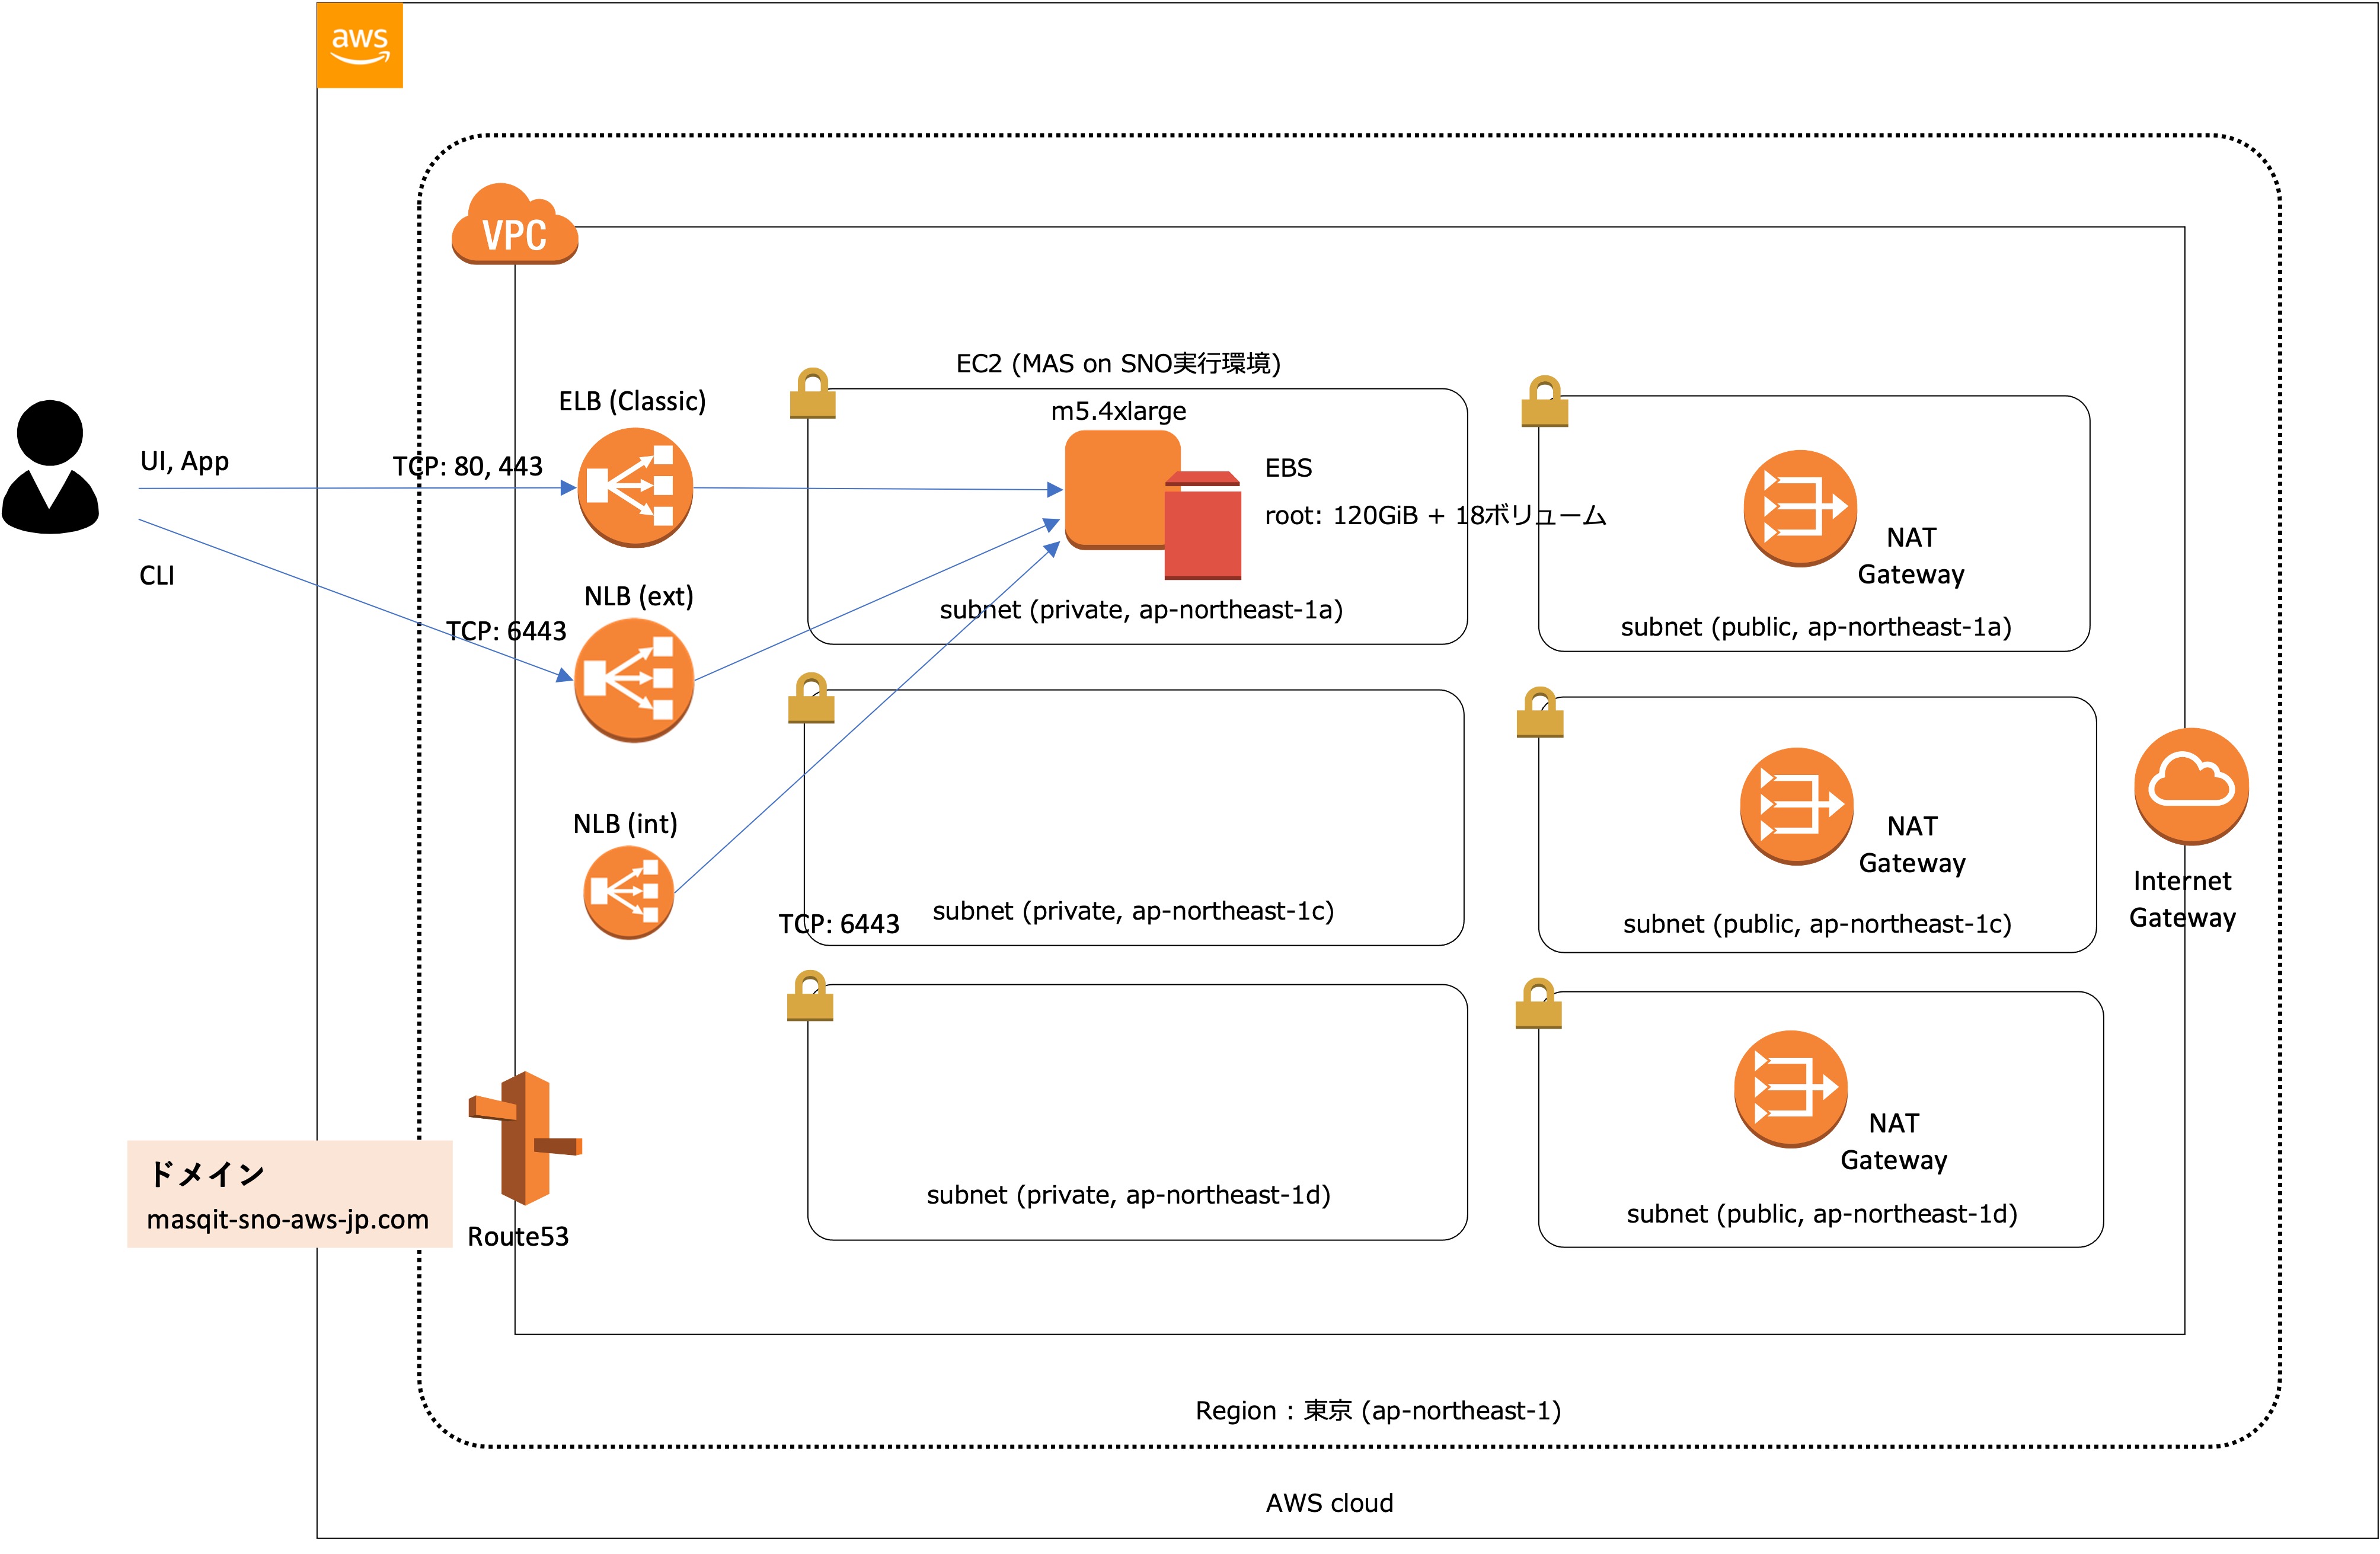 aws
VPC
EC2 (MAS on SNO実行環境)
ELB (Classic)
m5.4xlarge
UI, App
TCP: 80, 443
EBS
root: 120GiB + 18ボリューム
NAT
Gateway
CLI
NLB (ext)
subnet (private, ap-northeast-1a)
subnet (public, ap-northeast-1a)
TCP: 6443
NLB (int)
NAT
Gateway
Internet
Gateway
TCP: 6443
subnet (private, ap-northeast-1c)
subnet (public, ap-northeast-1c)
NAT
Gateway
ドメイン
masqit-sno-aws-jp.com
Route53
subnet (private, ap-northeast-1d)
subnet (public, ap-northeast-1d)
Region : 東京 (ap-northeast-1)
AWS cloud